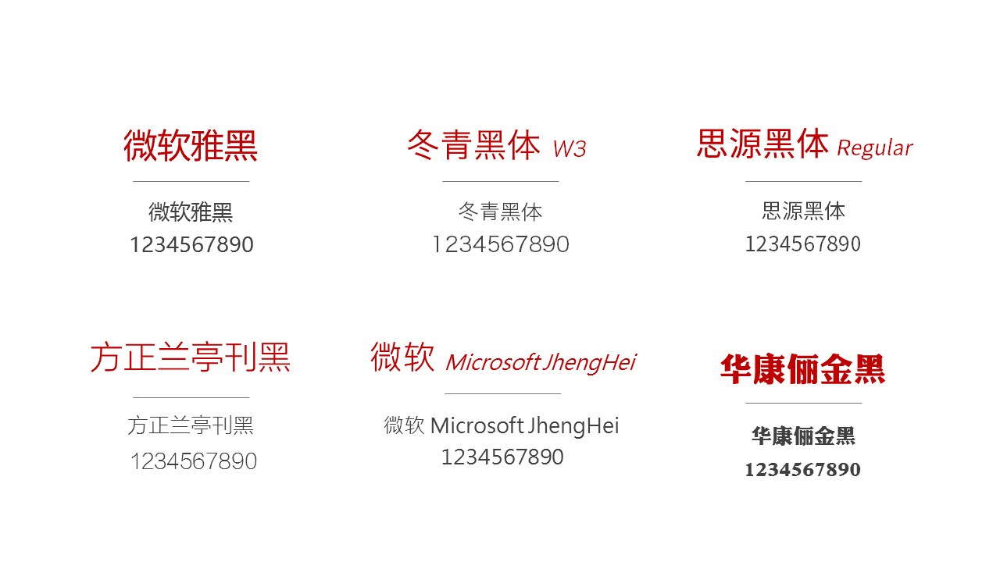 微软雅黑
微软雅黑
1234567890
冬青黑体 W3
冬青黑体
1234567890
思源黑体 Regular
思源黑体
1234567890
方正兰亭刊黑
方正兰亭刊黑
1234567890
微软 Microsoft JhengHei
微软 Microsoft JhengHei
1234567890
华康俪金黑
华康俪金黑
1234567890